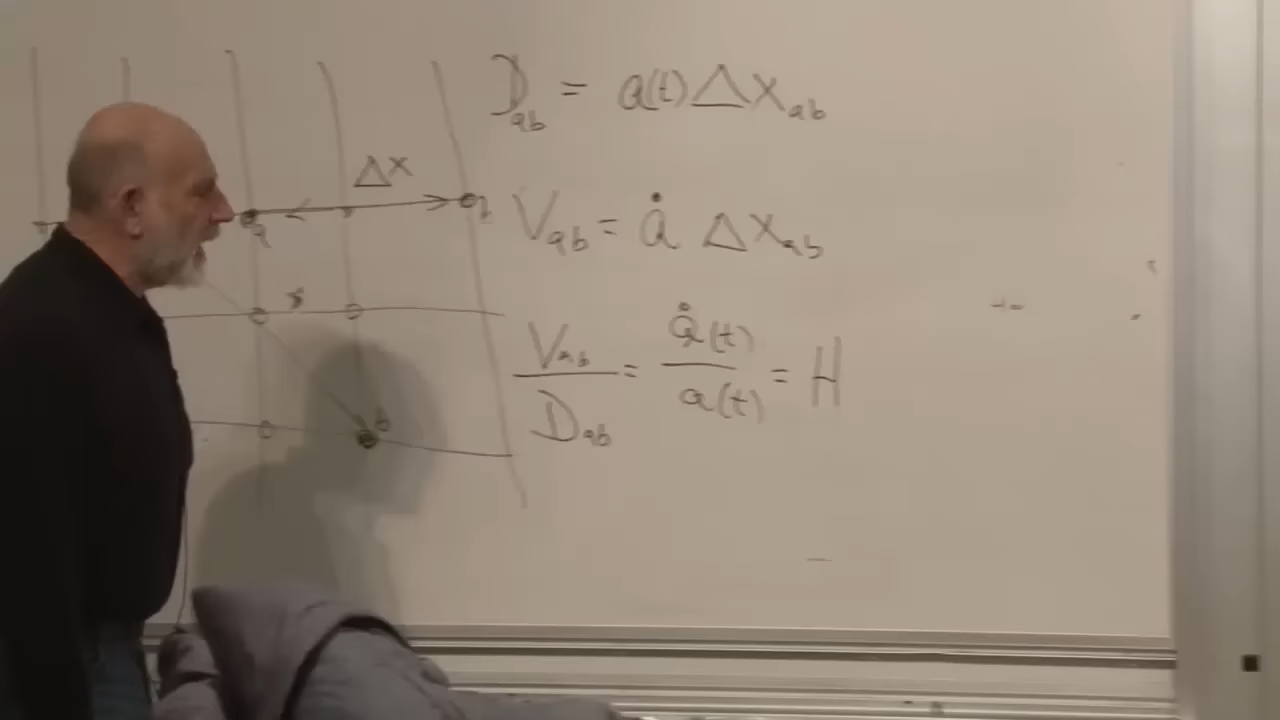 D_ab = a(t)ΔX_ab
ΔX
a
V_ab = ȧ ΔX_ab
V_ab / D_ab = ȧ(t) / a(t) = H
b